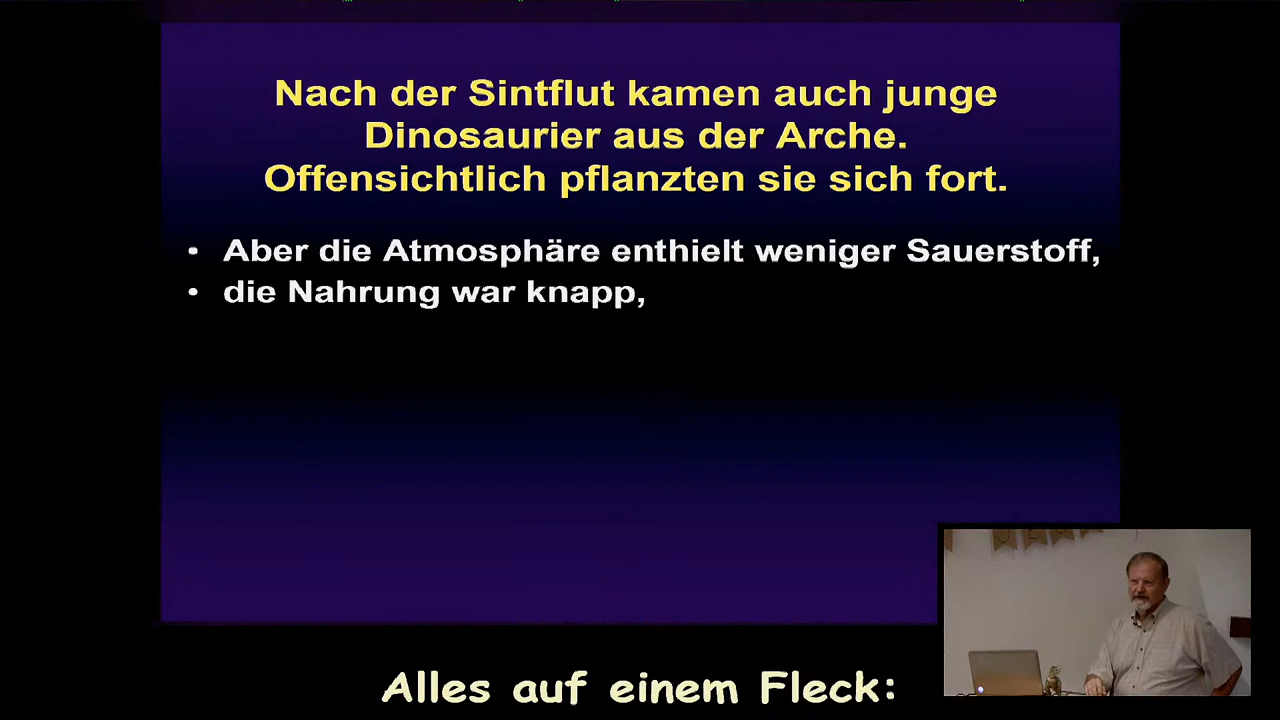 Nach der Sintflut kamen auch junge
Dinosaurier aus der Arche.
Offensichtlich pflanzten sie sich fort.
• Aber die Atmosphäre enthielt weniger Sauerstoff,
• die Nahrung war knapp,
Alles auf einem Fleck: